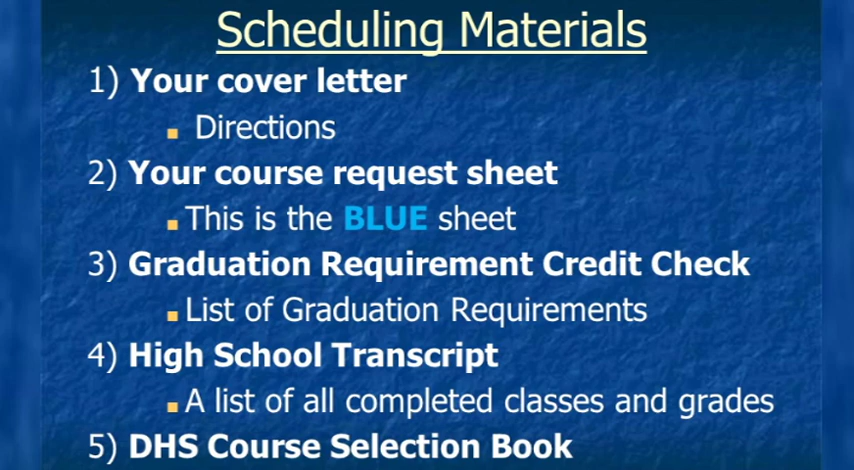 Scheduling Materials
1) Your cover letter
▪ Directions
2) Your course request sheet
▪ This is the BLUE sheet
3) Graduation Requirement Credit Check
▪ List of Graduation Requirements
4) High School Transcript
▪ A list of all completed classes and grades
5) DHS Course Selection Book